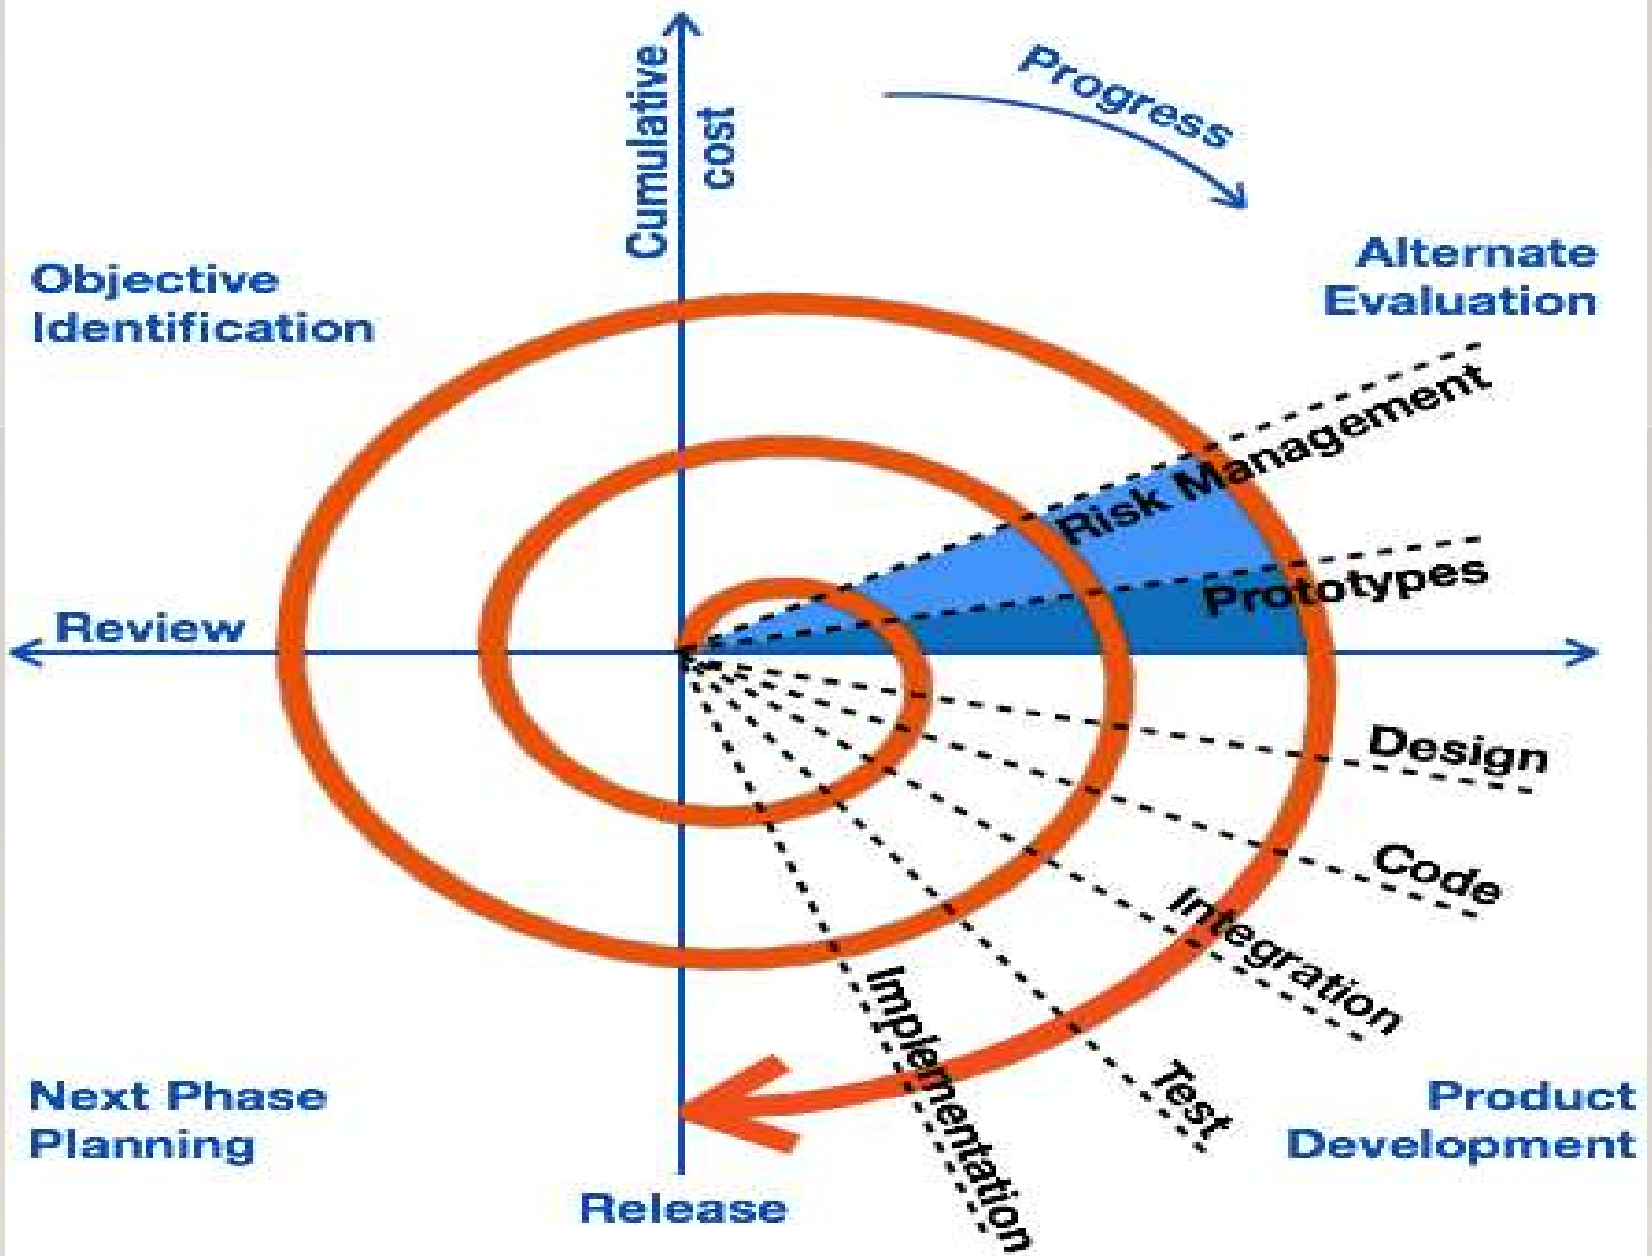 Cumulative
cost
Progress
Objective
Identification
Alternate
Evaluation
Risk Management
Prototypes
Review
Design
Code
Integration
Test
Implementation
Next Phase
Planning
Product
Development
Release